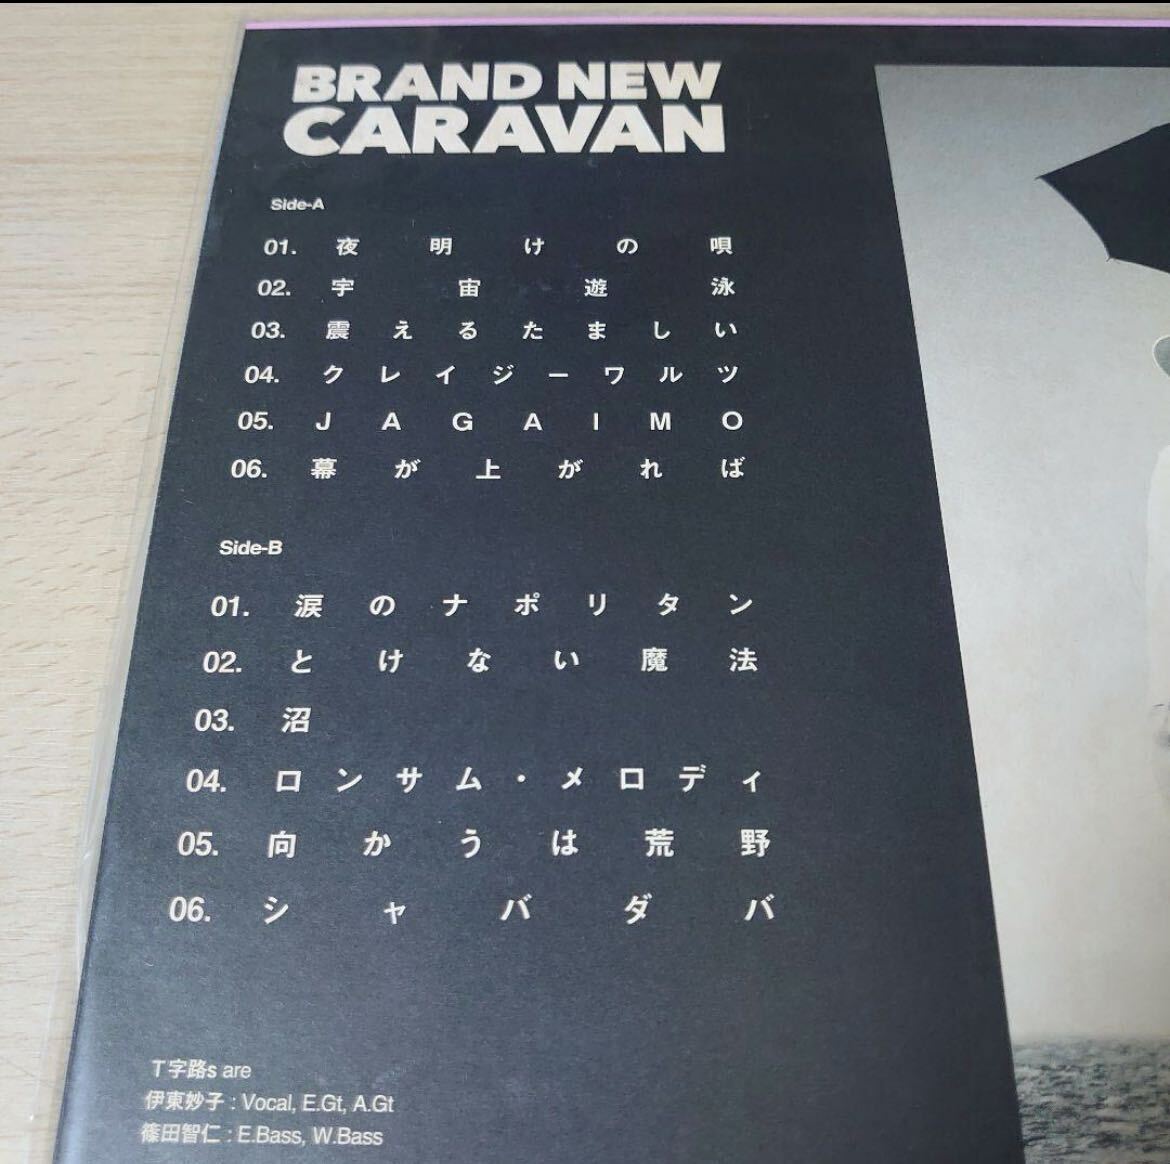 BRAND NEW
CARAVAN
Side-A
01. 夜明けの唄
02. 宇宙遊泳
03. 震えるたましい
04. クレイジーワルツ
05. JAGAIMO
06. 幕が上がれば
Side-B
01. 涙のナポリタン
02. とけない魔法
03. 沼
04. ロンサム・メロディ
05. 向かうは荒野
06. シャバダバ
T字路s are
伊東妙子 : Vocal, E.Gt, A.Gt
篠田智仁 : E.Bass, W.Bass